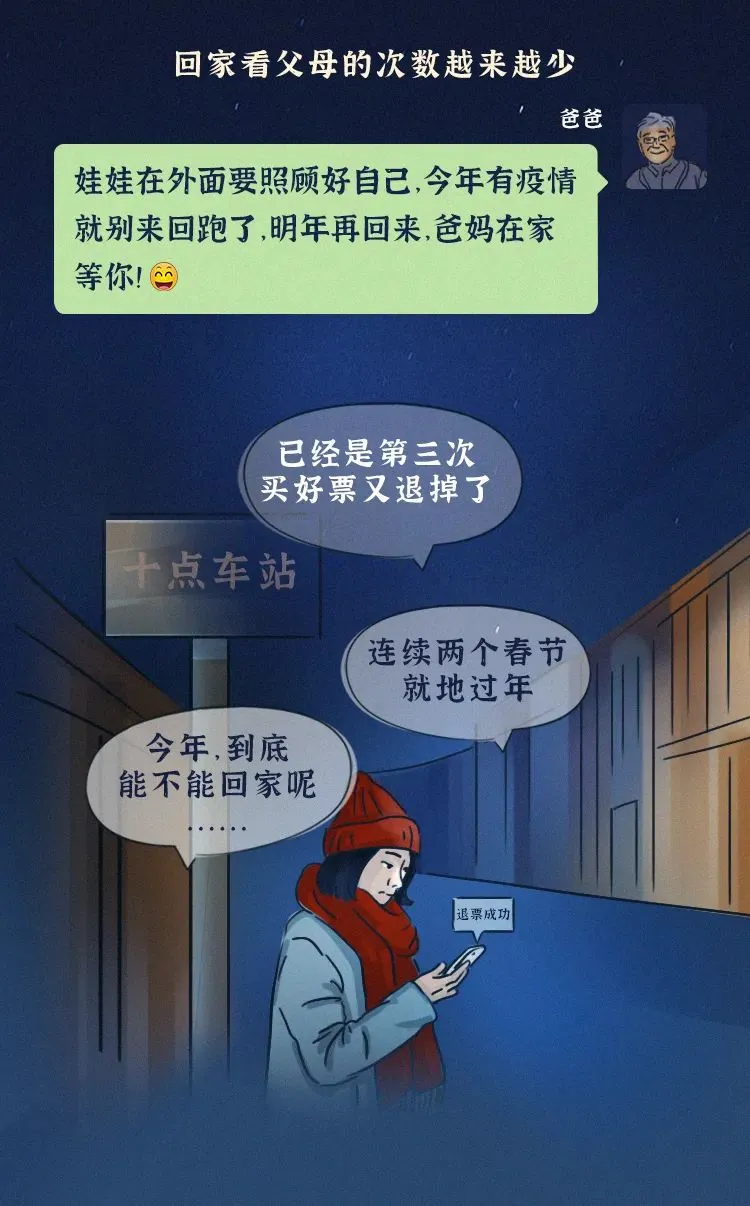 回家看父母的次数越来越少
爸爸
娃娃在外面要照顾好自己,今年有疫情
就别来回跑了,明年再回来,爸妈在家
等你!😄
已经是第三次
买好票又退掉了
十点车站
连续两个春节
就地过年
今年,到底
能不能回家呢
......
退票成功